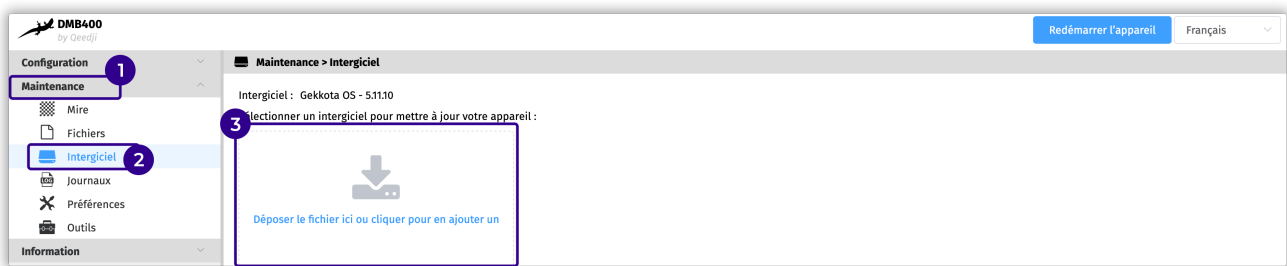 DMB400
by Qeedji
Redémarrer l'appareil
Français
Configuration
1
Maintenance
Mire
Fichiers
Intergiciel
2
LOG
Journaux
Préférences
Outils
Information
Maintenance > Intergiciel
Intergiciel : Gekkota OS - 5.11.10
3
un intergiciel pour mettre à jour votre appareil :
Déposer le fichier ici ou cliquer pour en ajouter un